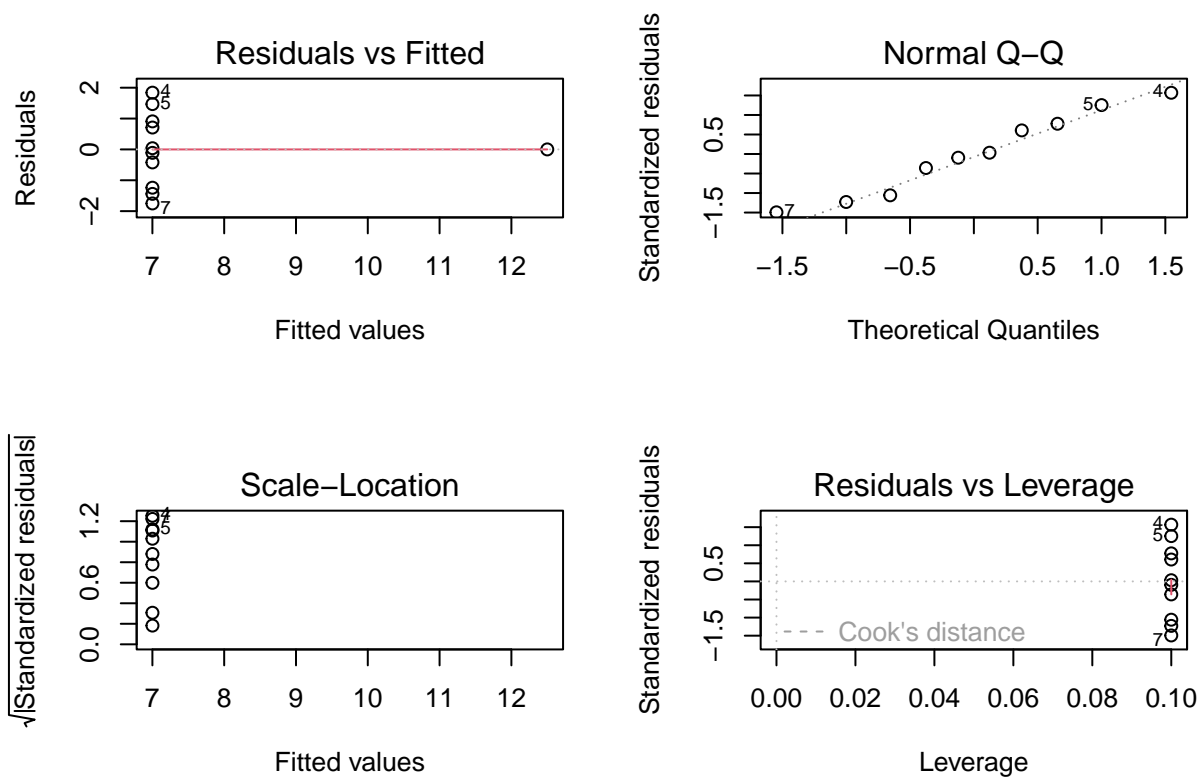 Residuals vs Fitted
Residuals
2
0
−2
4
5
7
7 8 9 10 11 12
Fitted values
Normal Q−Q
Standardized residuals
0.5
−1.5
7
5
4
−1.5 −0.5 0.5 1.0 1.5
Theoretical Quantiles
Scale−Location
√|Standardized residuals|
1.2
0.6
0.0
4
7
5
7 8 9 10 11 12
Fitted values
Residuals vs Leverage
Standardized residuals
0.5
−1.5
4
5
7
Cook's distance
0.00 0.02 0.04 0.06 0.08 0.10
Leverage